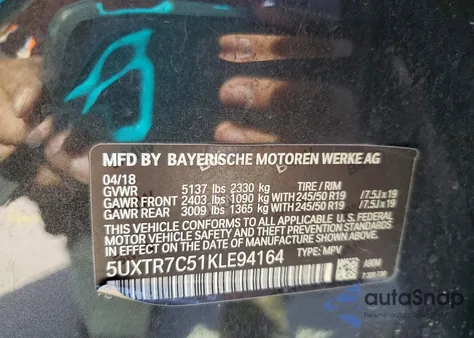 MFD BY BAYERISCHE MOTOREN WERKE AG
04/18
GVWR 5137 lbs 2330 kg TIRE / RIM
GAWR FRONT 2403 lbs 1090 kg WITH 245/50 R19 /7.5J x 19
GAWR REAR 3009 lbs 1365 kg WITH 245/50 R19 /7.5J x 19
THIS VEHICLE CONFORMS TO ALL APPLICABLE FEDERAL
MOTOR VEHICLE SAFETY, BUMPER, AND THEFT PREVENTION
STANDARDS IN EFFECT ON THE DATE OF MANUFACTURE
SHOWN ABOVE.
5UXTR7C51KLE94164 TYPE: MPV
A90M
autoSnap